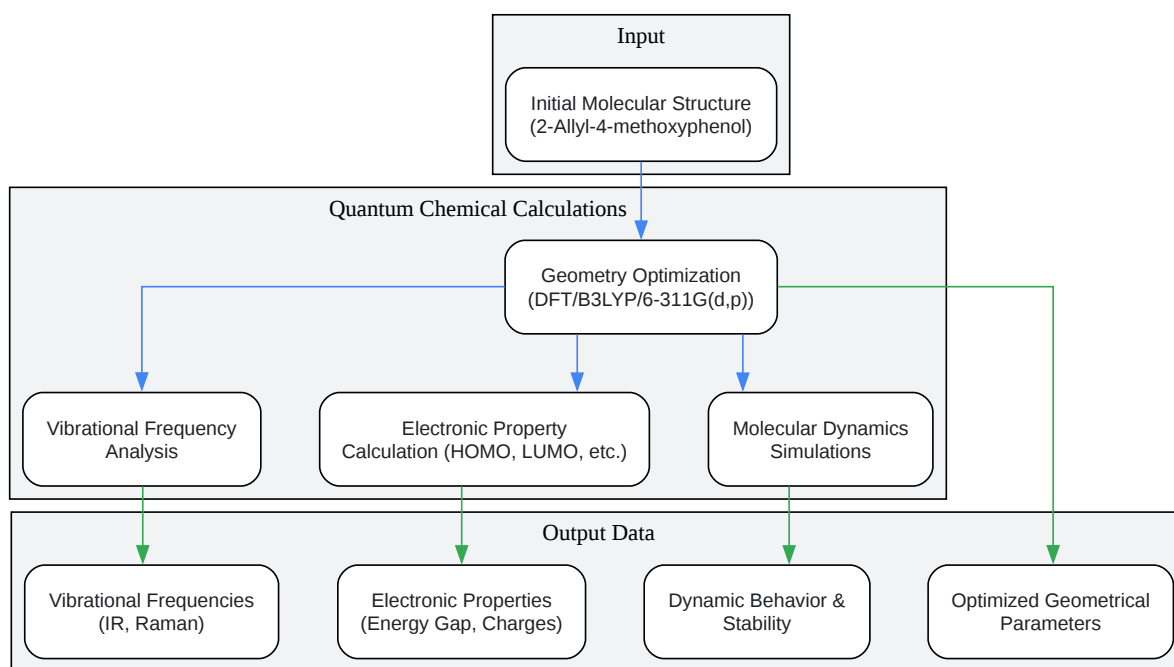 Input
Initial Molecular Structure
(2-Allyl-4-methoxyphenol)
Quantum Chemical Calculations
Geometry Optimization
(DFT/B3LYP/6-311G(d,p))
Vibrational Frequency
Analysis
Electronic Property
Calculation (HOMO, LUMO, etc.)
Molecular Dynamics
Simulations
Output Data
Vibrational Frequencies
(IR, Raman)
Electronic Properties
(Energy Gap, Charges)
Dynamic Behavior &
Stability
Optimized Geometrical
Parameters